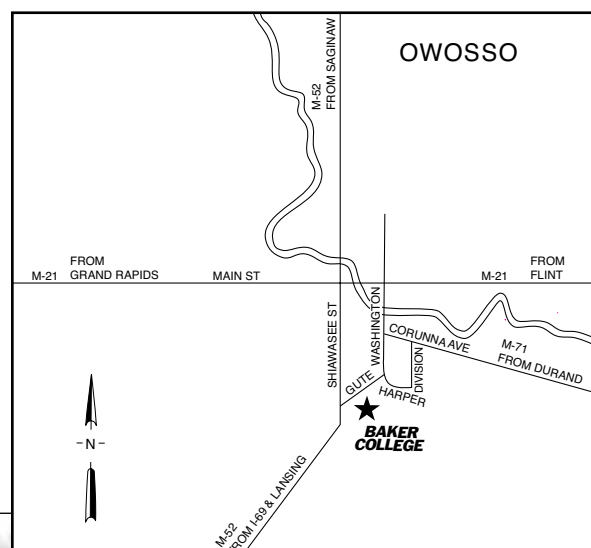 OWOSSO
M-52
FROM SAGINAW
FROM
M-21 GRAND RAPIDS
MAIN ST
FROM
M-21 FLINT
SHIAWASEE ST
WASHINGTON
CORUNNA AVE
M-71
FROM DURAND
DIVISION
GUTE
HARPER
BAKER
COLLEGE
-N-
M-52
FROM I-69 & LANSING